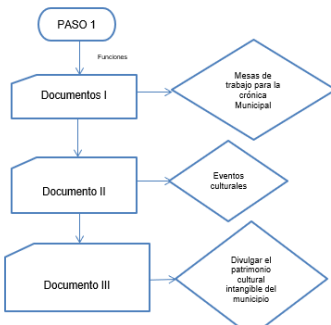 PASO 1
Funciones
Documentos I
Mesas de
trabajo para la
crónica
Municipal
Documento II
Eventos
culturales
Documento III
Divulgar el
patrimonio
cultural
intangible del
municipio